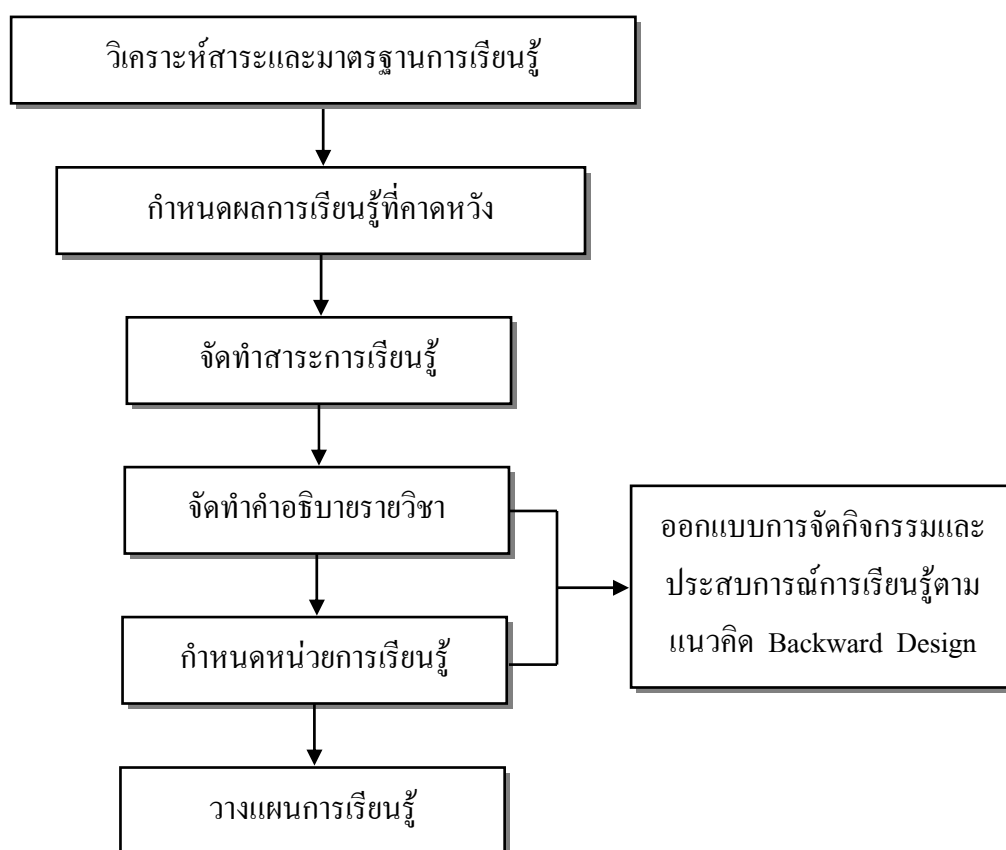 วิเคราะห์สาระและมาตรฐานการเรียนรู้
กำหนดผลการเรียนรู้ที่คาดหวัง
จัดทำสาระการเรียนรู้
จัดทำคำอธิบายรายวิชา
ออกแบบการจัดกิจกรรมและ
ประสบการณ์การเรียนรู้ตาม
แนวคิด Backward Design
กำหนดหน่วยการเรียนรู้
วางแผนการเรียนรู้